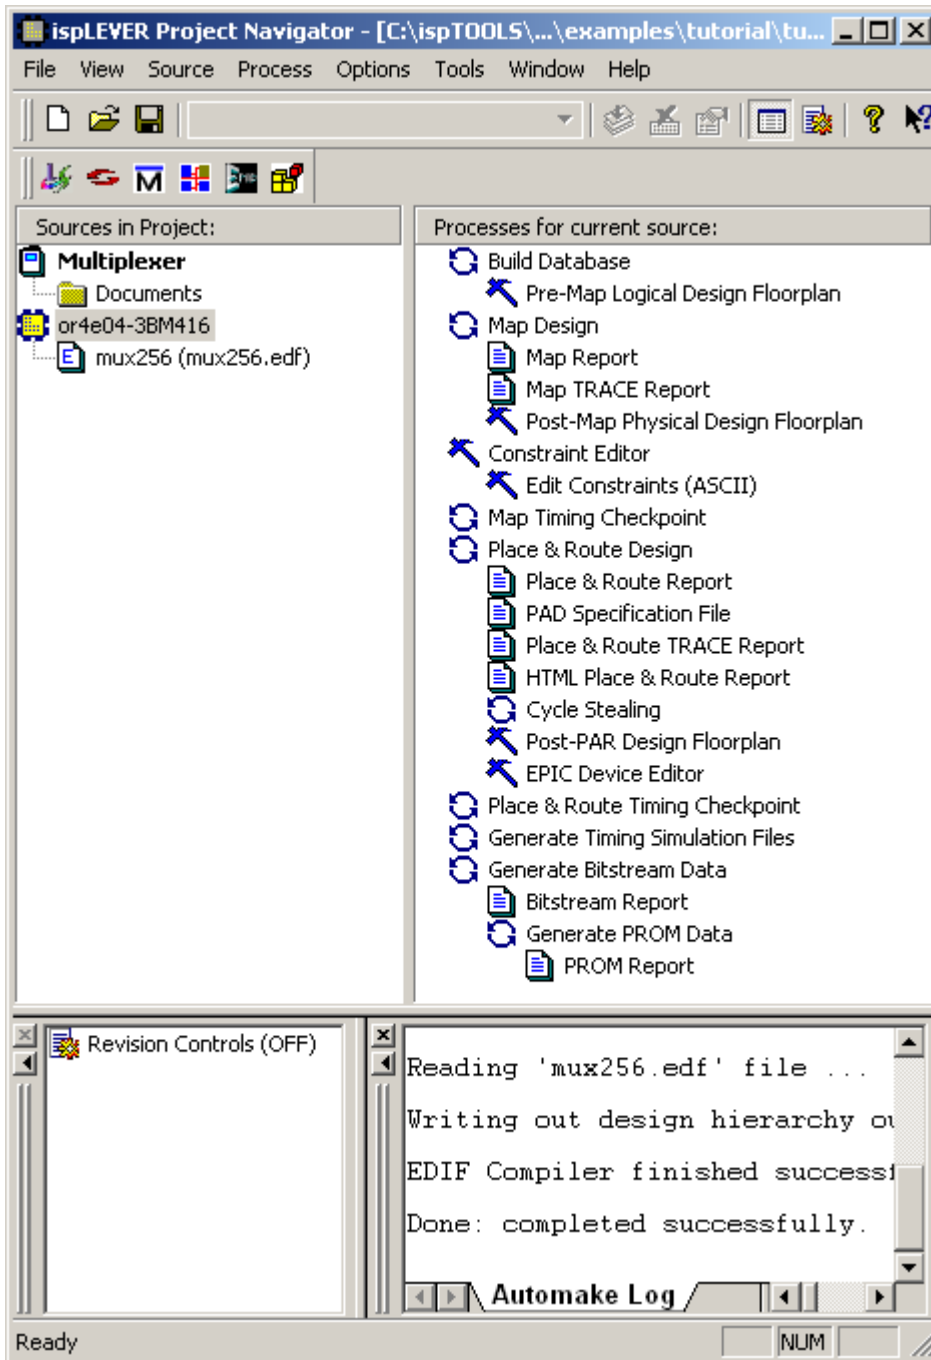 ispLEVER Project Navigator - [C:\ispTOOLS\...\examples\tutorial\tu...
File View Source Process Options Tools Window Help
Sources in Project:
Multiplexer
Documents
or4e04-3BM416
mux256 (mux256.edf)
Processes for current source:
Build Database
Pre-Map Logical Design Floorplan
Map Design
Map Report
Map TRACE Report
Post-Map Physical Design Floorplan
Constraint Editor
Edit Constraints (ASCII)
Map Timing Checkpoint
Place & Route Design
Place & Route Report
PAD Specification File
Place & Route TRACE Report
HTML Place & Route Report
Cycle Stealing
Post-PAR Design Floorplan
EPIC Device Editor
Place & Route Timing Checkpoint
Generate Timing Simulation Files
Generate Bitstream Data
Bitstream Report
Generate PROM Data
PROM Report
Revision Controls (OFF)
Reading 'mux256.edf' file ...
Writing out design hierarchy ou
EDIF Compiler finished successf
Done: completed successfully.
Automake Log
Ready
NUM